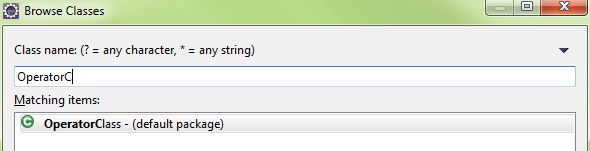 Browse Classes
Class name: (? = any character, * = any string)
OperatorC
Matching items:
OperatorClass - (default package)